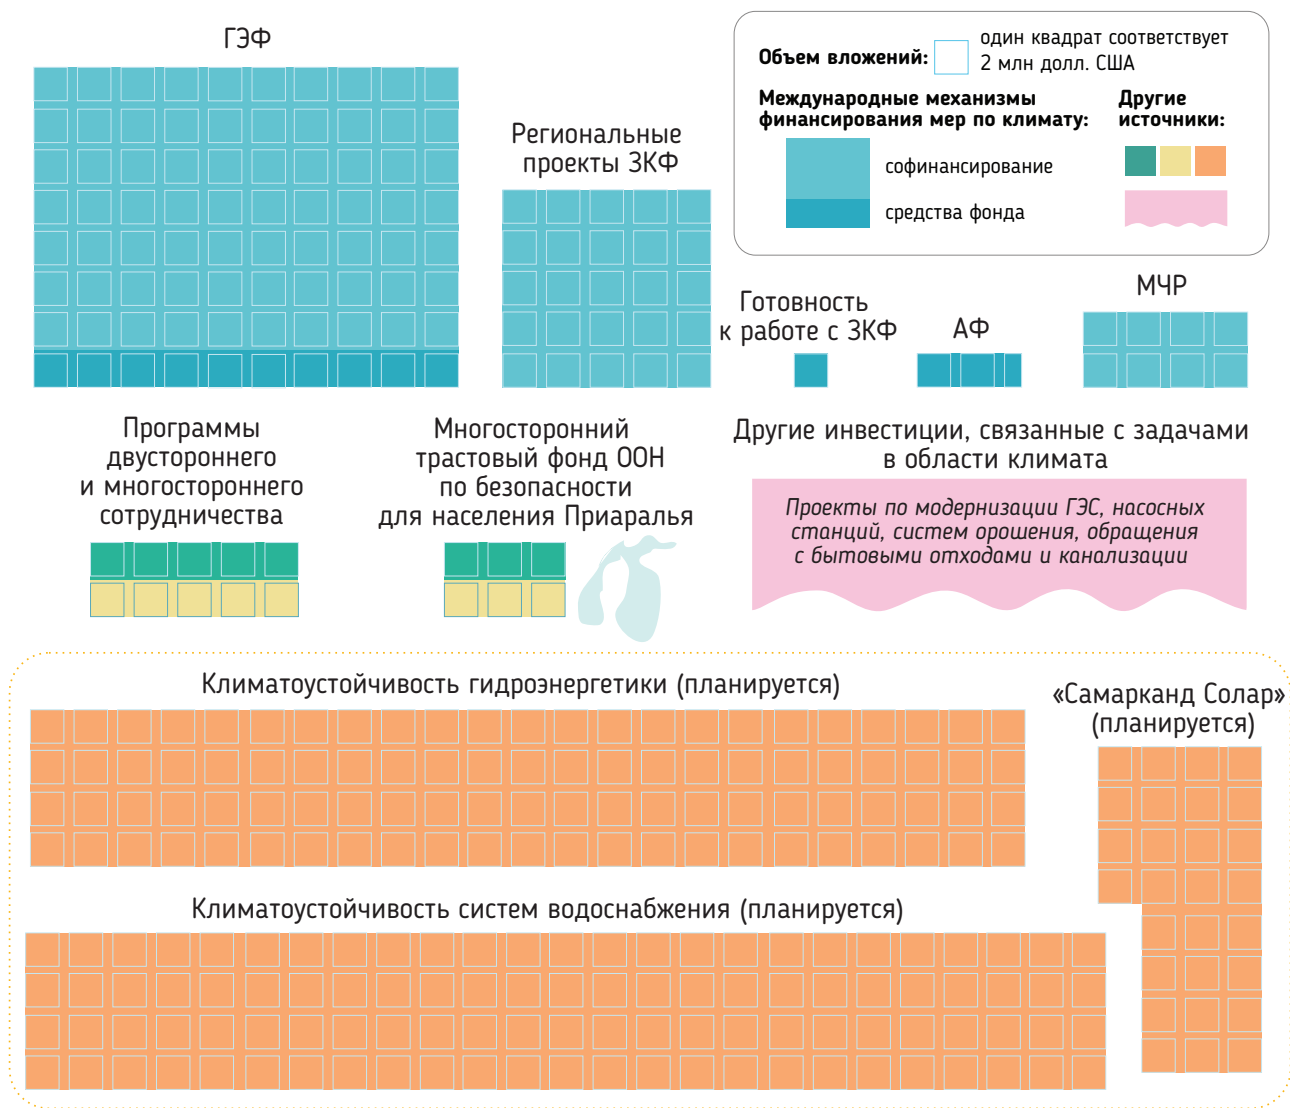 ГЭФ
Региональные
проекты ЗКФ
Объем вложений:
один квадрат соответствует
2 млн долл. США
Международные механизмы
финансирования мер по климату:
Другие
источники:
софинансирование
средства фонда
Готовность
к работе с ЗКФ
АФ
МЧР
Программы
двустороннего
и многостороннего
сотрудничества
Многосторонний
трастовый фонд ООН
по безопасности
для населения Приаралья
Другие инвестиции, связанные с задачами
в области климата
Проекты по модернизации ГЭС, насосных
станций, систем орошения, обращения
с бытовыми отходами и канализации
Климатоустойчивость гидроэнергетики (планируется)
«Самарканд Солар»
(планируется)
Климатоустойчивость систем водоснабжения (планируется)